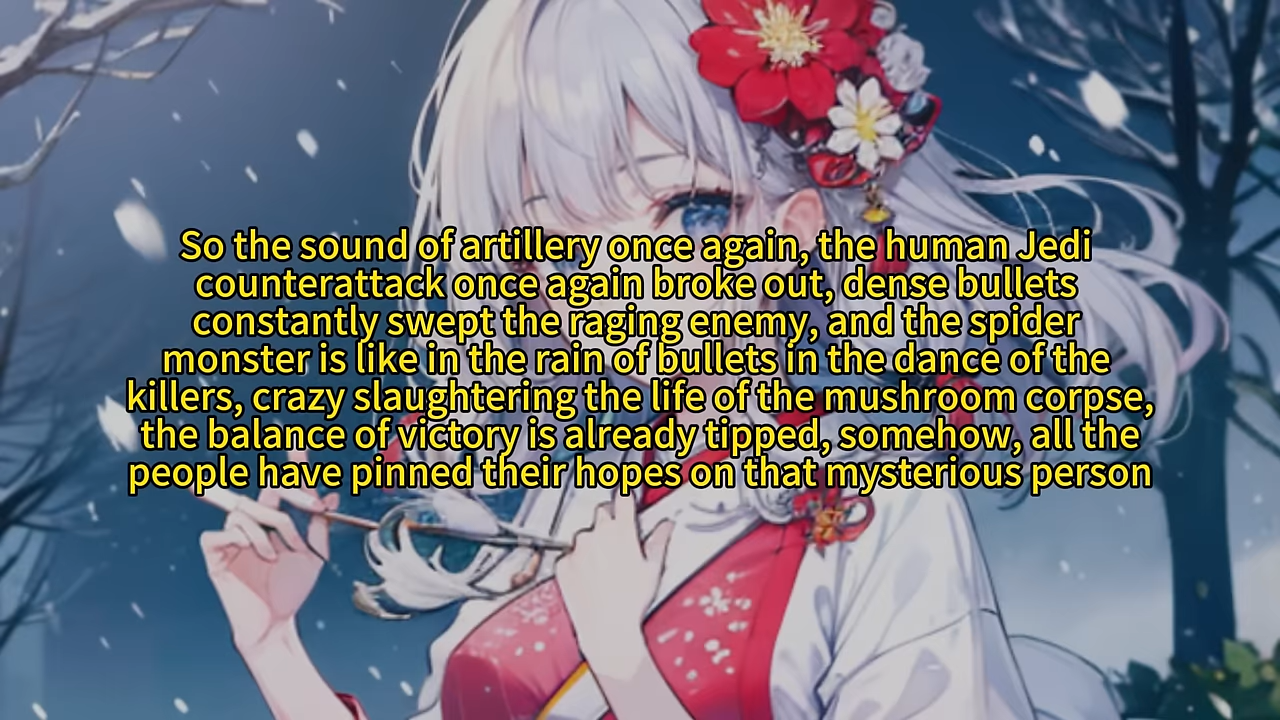 So the sound of artillery once again, the human Jedi
counterattack once again broke out, dense bullets
constantly swept the raging enemy, and the spider
monster is like in the rain of bullets in the dance of the
killers, crazy slaughtering the life of the mushroom corpse,
the balance of victory is already tipped, somehow, all the
people have pinned their hopes on that mysterious person